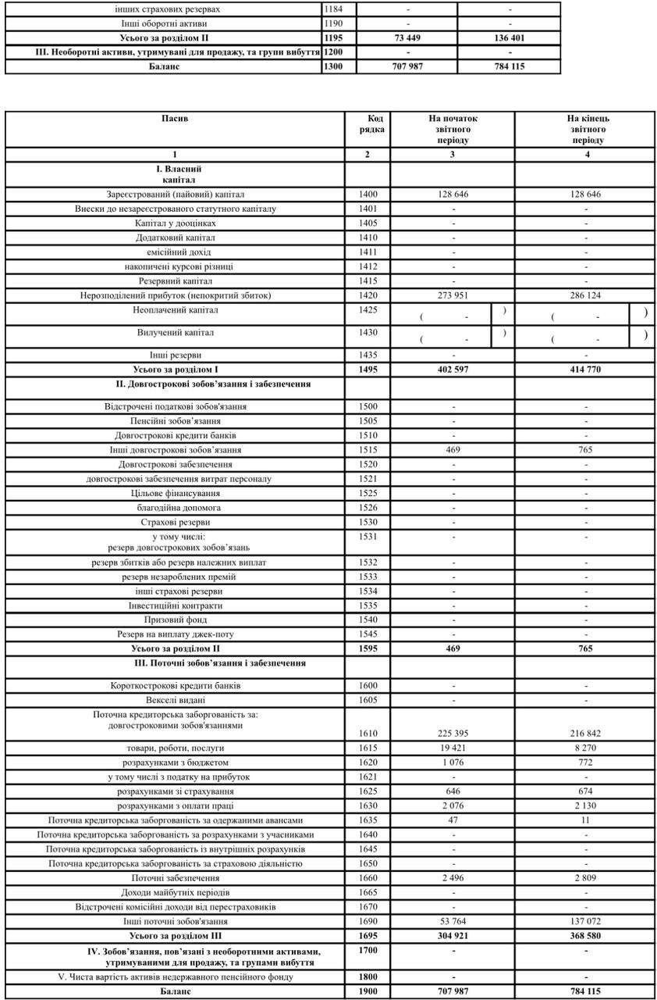 інших страхових резервах 1184 - -
Інші оборотні активи 1190 - -
Усього за розділом II 1195 73 449 136 401
III. Необоротні активи, утримувані для продажу, та групи вибуття 1200 - -
Баланс 1300 707 987 784 115
Пасив Код рядка На початок звітного періоду На кінець звітного періоду
1 2 3 4
I. Власний
капітал
Зареєстрований (пайовий) капітал 1400 128 646 128 646
Внески до незареєстрованого статутного капіталу 1401 - -
Капітал у дооцінках 1405 - -
Додатковий капітал 1410 - -
емісійний дохід 1411 - -
накопичені курсові різниці 1412 - -
Резервний капітал 1415 - -
Нерозподілений прибуток (непокритий збиток) 1420 273 951 286 124
Неоплачений капітал 1425 ( - ) ( - )
Вилучений капітал 1430 ( - ) ( - )
Інші резерви 1435 - -
Усього за розділом I 1495 402 597 414 770
II. Довгострокові зобов’язання і забезпечення
Відстрочені податкові зобов'язання 1500 - -
Пенсійні зобов’язання 1505 - -
Довгострокові кредити банків 1510 - -
Інші довгострокові зобов’язання 1515 469 765
Довгострокові забезпечення 1520 - -
довгострокові забезпечення витрат персоналу 1521 - -
Цільове фінансування 1525 - -
благодійна допомога 1526 - -
Страхові резерви 1530 - -
у тому числі: 1531 - -
резерв довгострокових зобов’язань
резерв збитків або резерв належних виплат 1532 - -
резерв незароблених премій 1533 - -
інші страхові резерви 1534 - -
Інвестиційні контракти 1535 - -
Призовий фонд 1540 - -
Резерв на виплату джек-поту 1545 - -
Усього за розділом II 1595 469 765
III. Поточні зобов’язання і забезпечення
Короткострокові кредити банків 1600 - -
Векселі видані 1605 - -
Поточна кредиторська заборгованість за:
довгостроковими зобов'язаннями
1610 225 395 216 842
товари, роботи, послуги 1615 19 421 8 270
розрахунками з бюджетом 1620 1 076 772
у тому числі з податку на прибуток 1621 - -
розрахунками зі страхування 1625 646 674
розрахунками з оплати праці 1630 2 076 2 130
Поточна кредиторська заборгованість за одержаними авансами 1635 47 11
Поточна кредиторська заборгованість за розрахунками з учасниками 1640 - -
Поточна кредиторська заборгованість із внутрішніх розрахунків 1645 - -
Поточна кредиторська заборгованість за страховою діяльністю 1650 - -
Поточні забезпечення 1660 2 496 2 809
Доходи майбутніх періодів 1665 - -
Відстрочені комісійні доходи від перестраховиків 1670 - -
Інші поточні зобов'язання 1690 53 764 137 072
Усього за розділом III 1695 304 921 368 580
IV. Зобов’язання, пов’язані з необоротними активами, 1700 - -
утримуваними для продажу, та групами вибуття
V. Чиста вартість активів недержавного пенсійного фонду 1800 - -
Баланс 1900 707 987 784 115